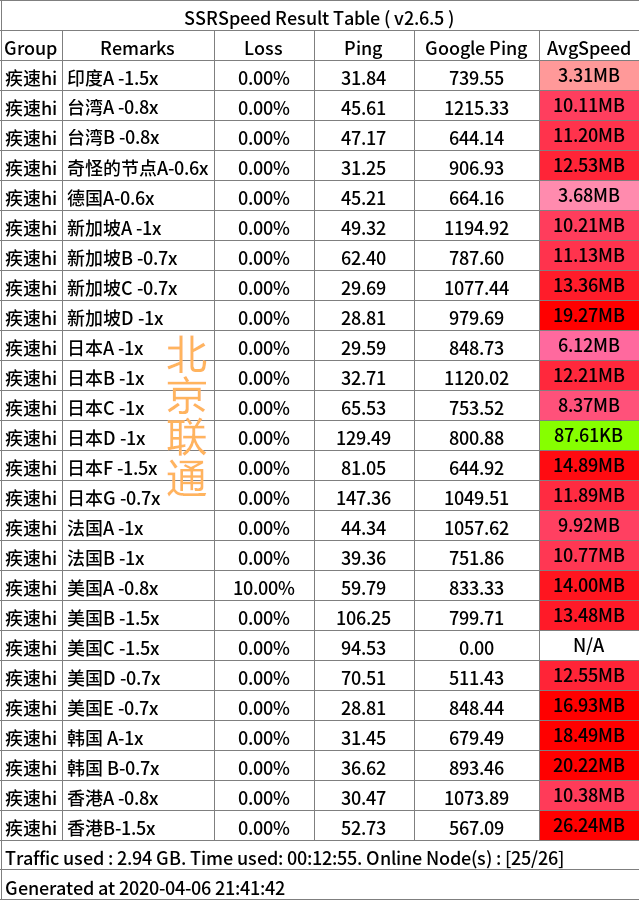 SSRSpeed Result Table ( v2.6.5 )
Group Remarks Loss Ping Google Ping AvgSpeed
疾速hi 印度A -1.5x 0.00% 31.84 739.55 3.31MB
疾速hi 台湾A -0.8x 0.00% 45.61 1215.33 10.11MB
疾速hi 台湾B -0.8x 0.00% 47.17 644.14 11.20MB
疾速hi 奇怪的节点A-0.6x 0.00% 31.25 906.93 12.53MB
疾速hi 德国A-0.6x 0.00% 45.21 664.16 3.68MB
疾速hi 新加坡A -1x 0.00% 49.32 1194.92 10.21MB
疾速hi 新加坡B -0.7x 0.00% 62.40 787.60 11.13MB
疾速hi 新加坡C -0.7x 0.00% 29.69 1077.44 13.36MB
疾速hi 新加坡D -1x 0.00% 28.81 979.69 19.27MB
疾速hi 日本A -1x 0.00% 29.59 848.73 6.12MB
疾速hi 日本B -1x 0.00% 32.71 1120.02 12.21MB
疾速hi 日本C -1x 0.00% 65.53 753.52 8.37MB
疾速hi 日本D -1x 0.00% 129.49 800.88 87.61KB
疾速hi 日本F -1.5x 0.00% 81.05 644.92 14.89MB
疾速hi 日本G -0.7x 0.00% 147.36 1049.51 11.89MB
疾速hi 法国A -1x 0.00% 44.34 1057.62 9.92MB
疾速hi 法国B -1x 0.00% 39.36 751.86 10.77MB
疾速hi 美国A -0.8x 10.00% 59.79 833.33 14.00MB
疾速hi 美国B -1.5x 0.00% 106.25 799.71 13.48MB
疾速hi 美国C -1.5x 0.00% 94.53 0.00 N/A
疾速hi 美国D -0.7x 0.00% 70.51 511.43 12.55MB
疾速hi 美国E -0.7x 0.00% 28.81 848.44 16.93MB
疾速hi 韩国 A-1x 0.00% 31.45 679.49 18.49MB
疾速hi 韩国 B-0.7x 0.00% 36.62 893.46 20.22MB
疾速hi 香港A -0.8x 0.00% 30.47 1073.89 10.38MB
疾速hi 香港B-1.5x 0.00% 52.73 567.09 26.24MB
Traffic used : 2.94 GB. Time used: 00:12:55. Online Node(s) : [25/26]
Generated at 2020-04-06 21:41:42
北京联通